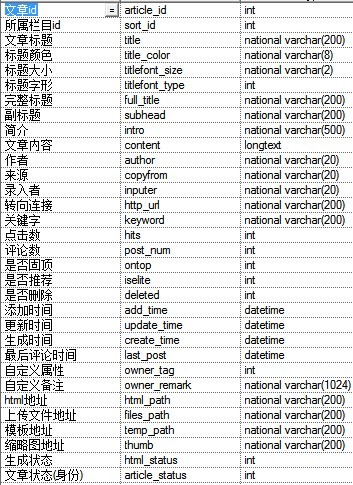 文章id = article_id int
所属栏目id sort_id int
文章标题 title national varchar(200)
标题颜色 title_color national varchar(8)
标题大小 titlefont_size national varchar(2)
标题字形 titlefont_type int
完整标题 full_title national varchar(200)
副标题 subhead national varchar(200)
简介 intro national varchar(500)
文章内容 content longtext
作者 author national varchar(20)
来源 copyfrom national varchar(20)
录入者 inputer national varchar(20)
转向连接 http_url national varchar(200)
关键字 keyword national varchar(200)
点击数 hits int
评论数 post_num int
是否固顶 ontop int
是否推荐 iselite int
是否删除 deleted int
添加时间 add_time datetime
更新时间 update_time datetime
生成时间 create_time datetime
最后评论时间 last_post datetime
自定义属性 owner_tag int
自定义备注 owner_remark national varchar(1024)
html地址 html_path national varchar(200)
上传文件地址 files_path national varchar(200)
模板地址 temp_path national varchar(200)
缩略图地址 thumb national varchar(200)
生成状态 html_status int
文章状态(身份) article_status int